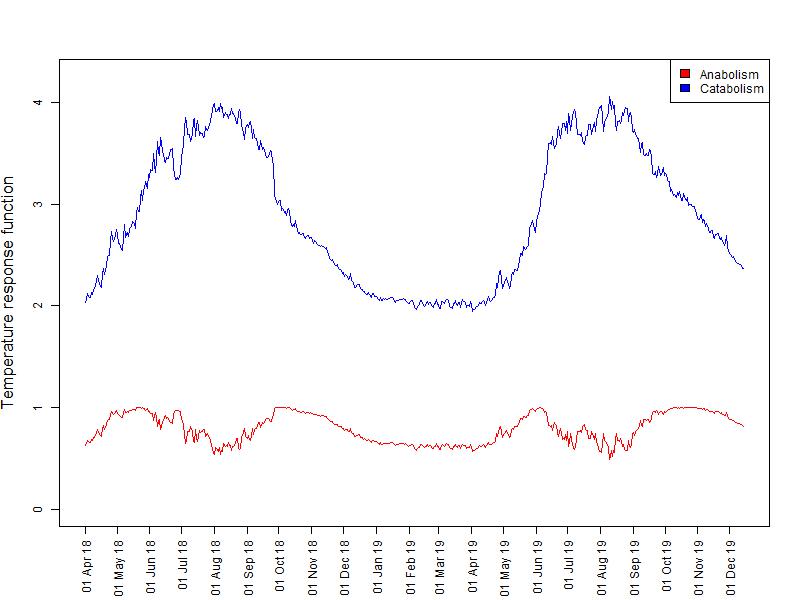 Anabolism
Catabolism
Temperature response function
4
3
2
1
0
01 Apr 18
01 May 18
01 Jun 18
01 Jul 18
01 Aug 18
01 Sep 18
01 Oct 18
01 Nov 18
01 Dec 18
01 Jan 19
01 Feb 19
01 Mar 19
01 Apr 19
01 May 19
01 Jun 19
01 Jul 19
01 Aug 19
01 Sep 19
01 Oct 19
01 Nov 19
01 Dec 19